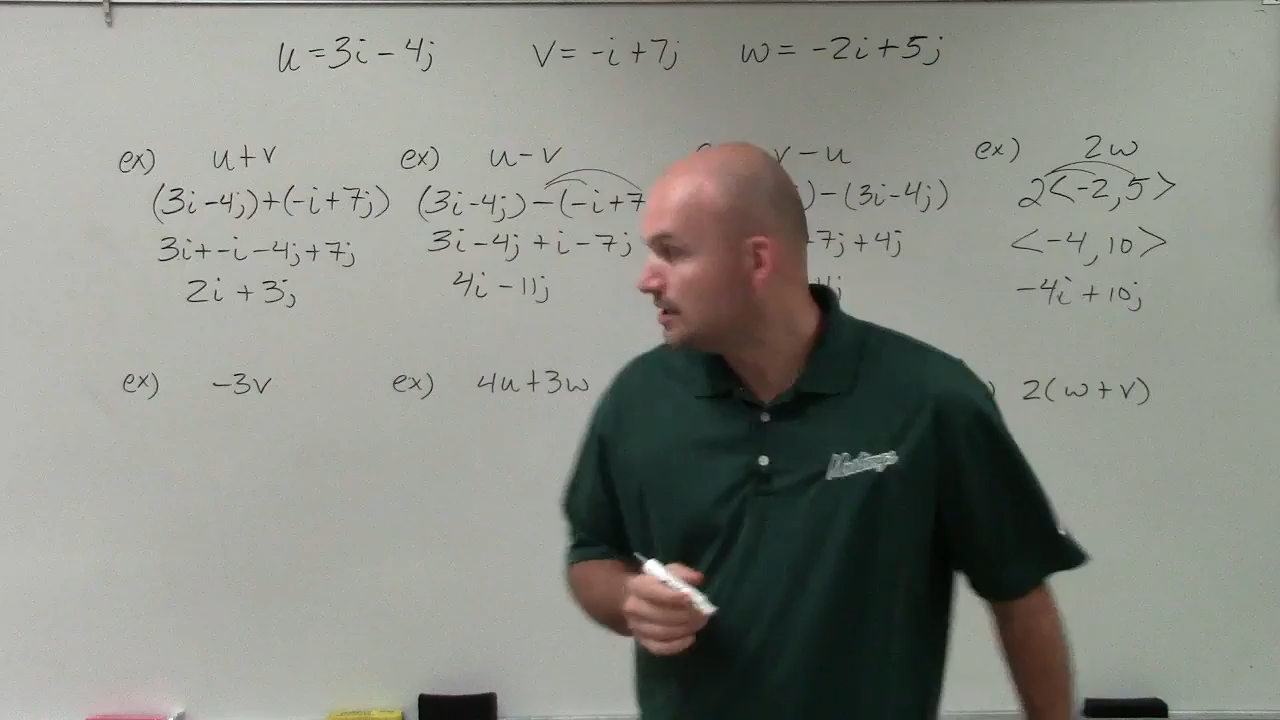 u = 3i - 4j v = -i + 7j w = -2i + 5j
ex) u + v
(3i - 4j) + (-i + 7j)
3i + -i - 4j + 7j
2i + 3j
ex) u - v
(3i - 4j) - (-i + 7
3i - 4j + i - 7j
4i - 11j
v - u
) - (3i - 4j)
7j + 4j
ex) 2w
2<-2, 5>
<-4, 10>
-4i + 10j
ex) -3v
ex) 4u + 3w
) 2(w + v)